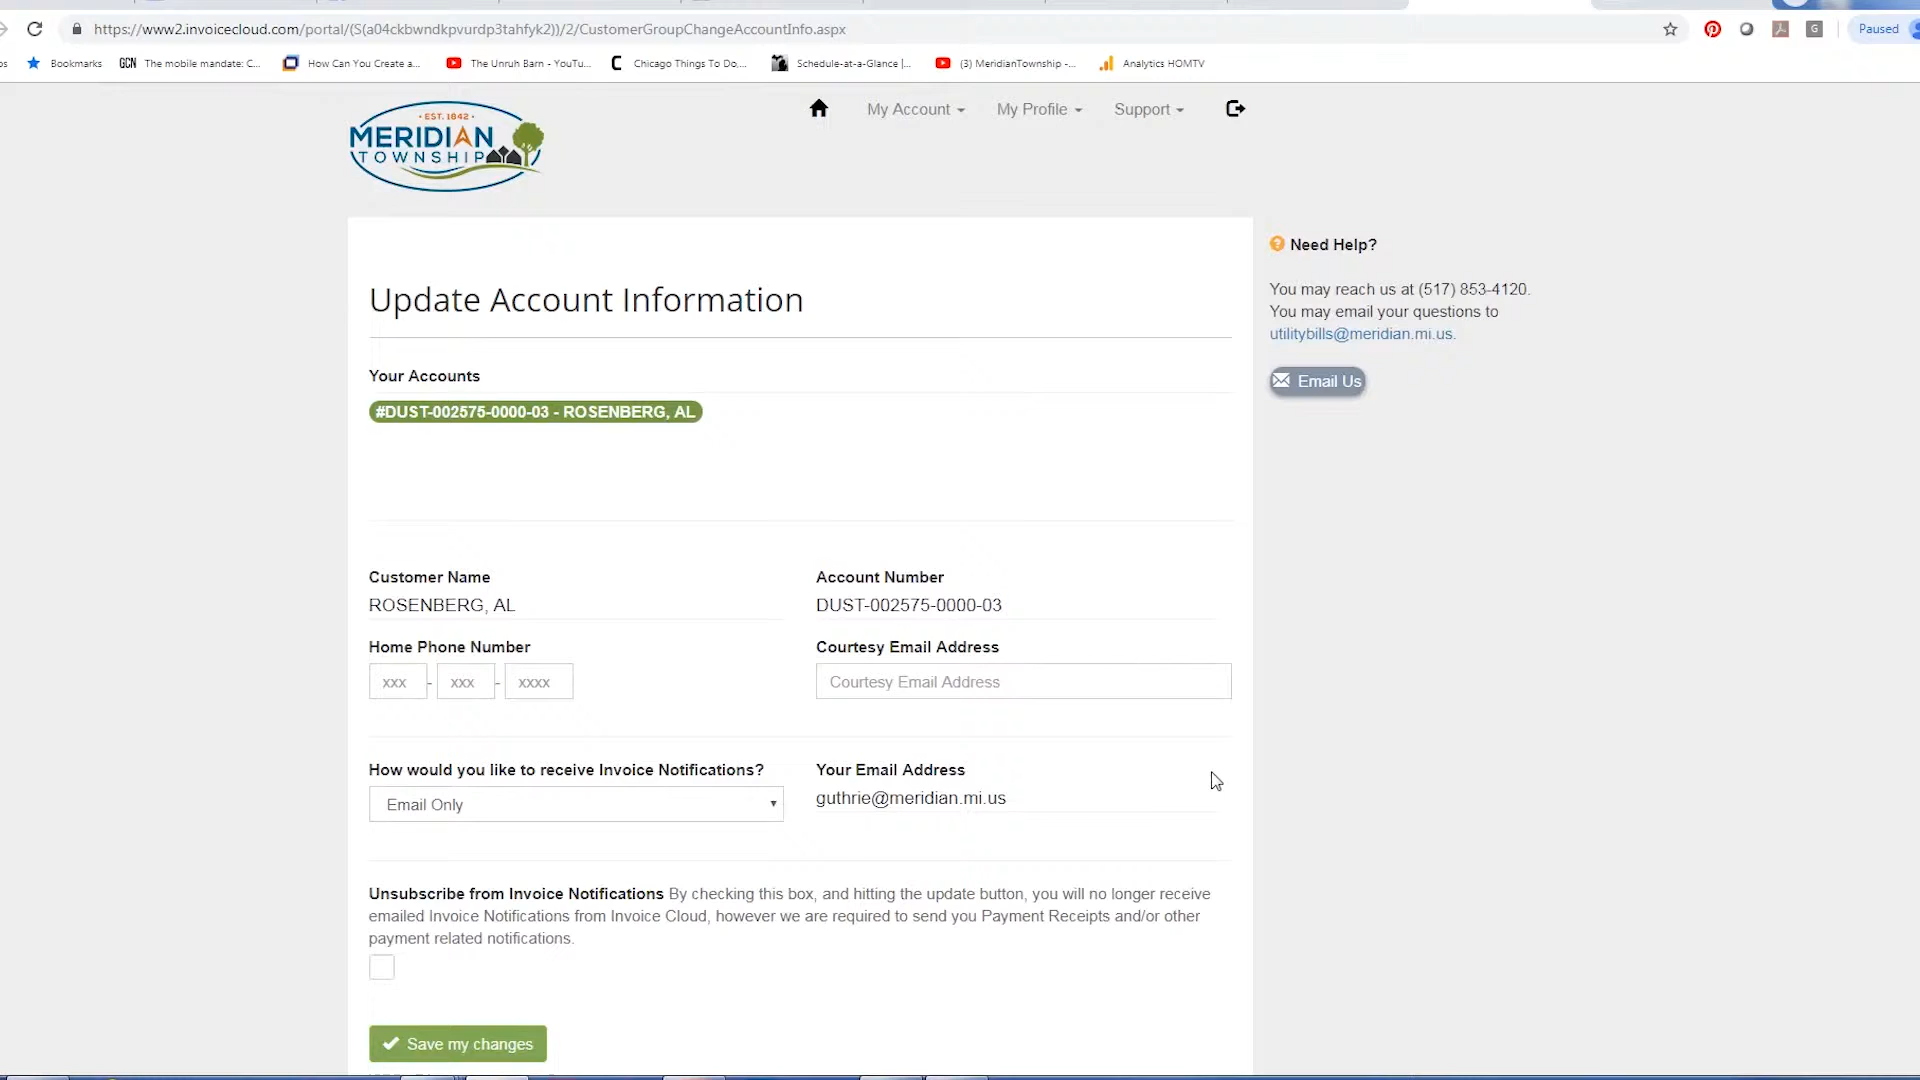 https://www2.invoicecloud.com/portal/(S(a04ckbwndkpvurdp3tahfyk2))/2/CustomerGroupChangeAccountInfo.aspx
Paused
Bookmarks GCN The mobile mandate: C... How Can You Create a... The Unruh Barn - YouTu... Chicago Things To Do,... Schedule-at-a-Glance |... (3) MeridianTownship -... Analytics HOMTV
My Account My Profile Support
· EST. 1842 ·
MERIDIAN
TOWNSHIP
Need Help?
You may reach us at (517) 853-4120.
You may email your questions to
utilitybills@meridian.mi.us.
Email Us
Update Account Information
Your Accounts
#DUST-002575-0000-03 - ROSENBERG, AL
Customer Name Account Number
ROSENBERG, AL DUST-002575-0000-03
Home Phone Number Courtesy Email Address
xxx - xxx - xxxx Courtesy Email Address
How would you like to receive Invoice Notifications? Your Email Address
Email Only guthrie@meridian.mi.us
Unsubscribe from Invoice Notifications By checking this box, and hitting the update button, you will no longer receive
emailed Invoice Notifications from Invoice Cloud, however we are required to send you Payment Receipts and/or other
payment related notifications.
Save my changes